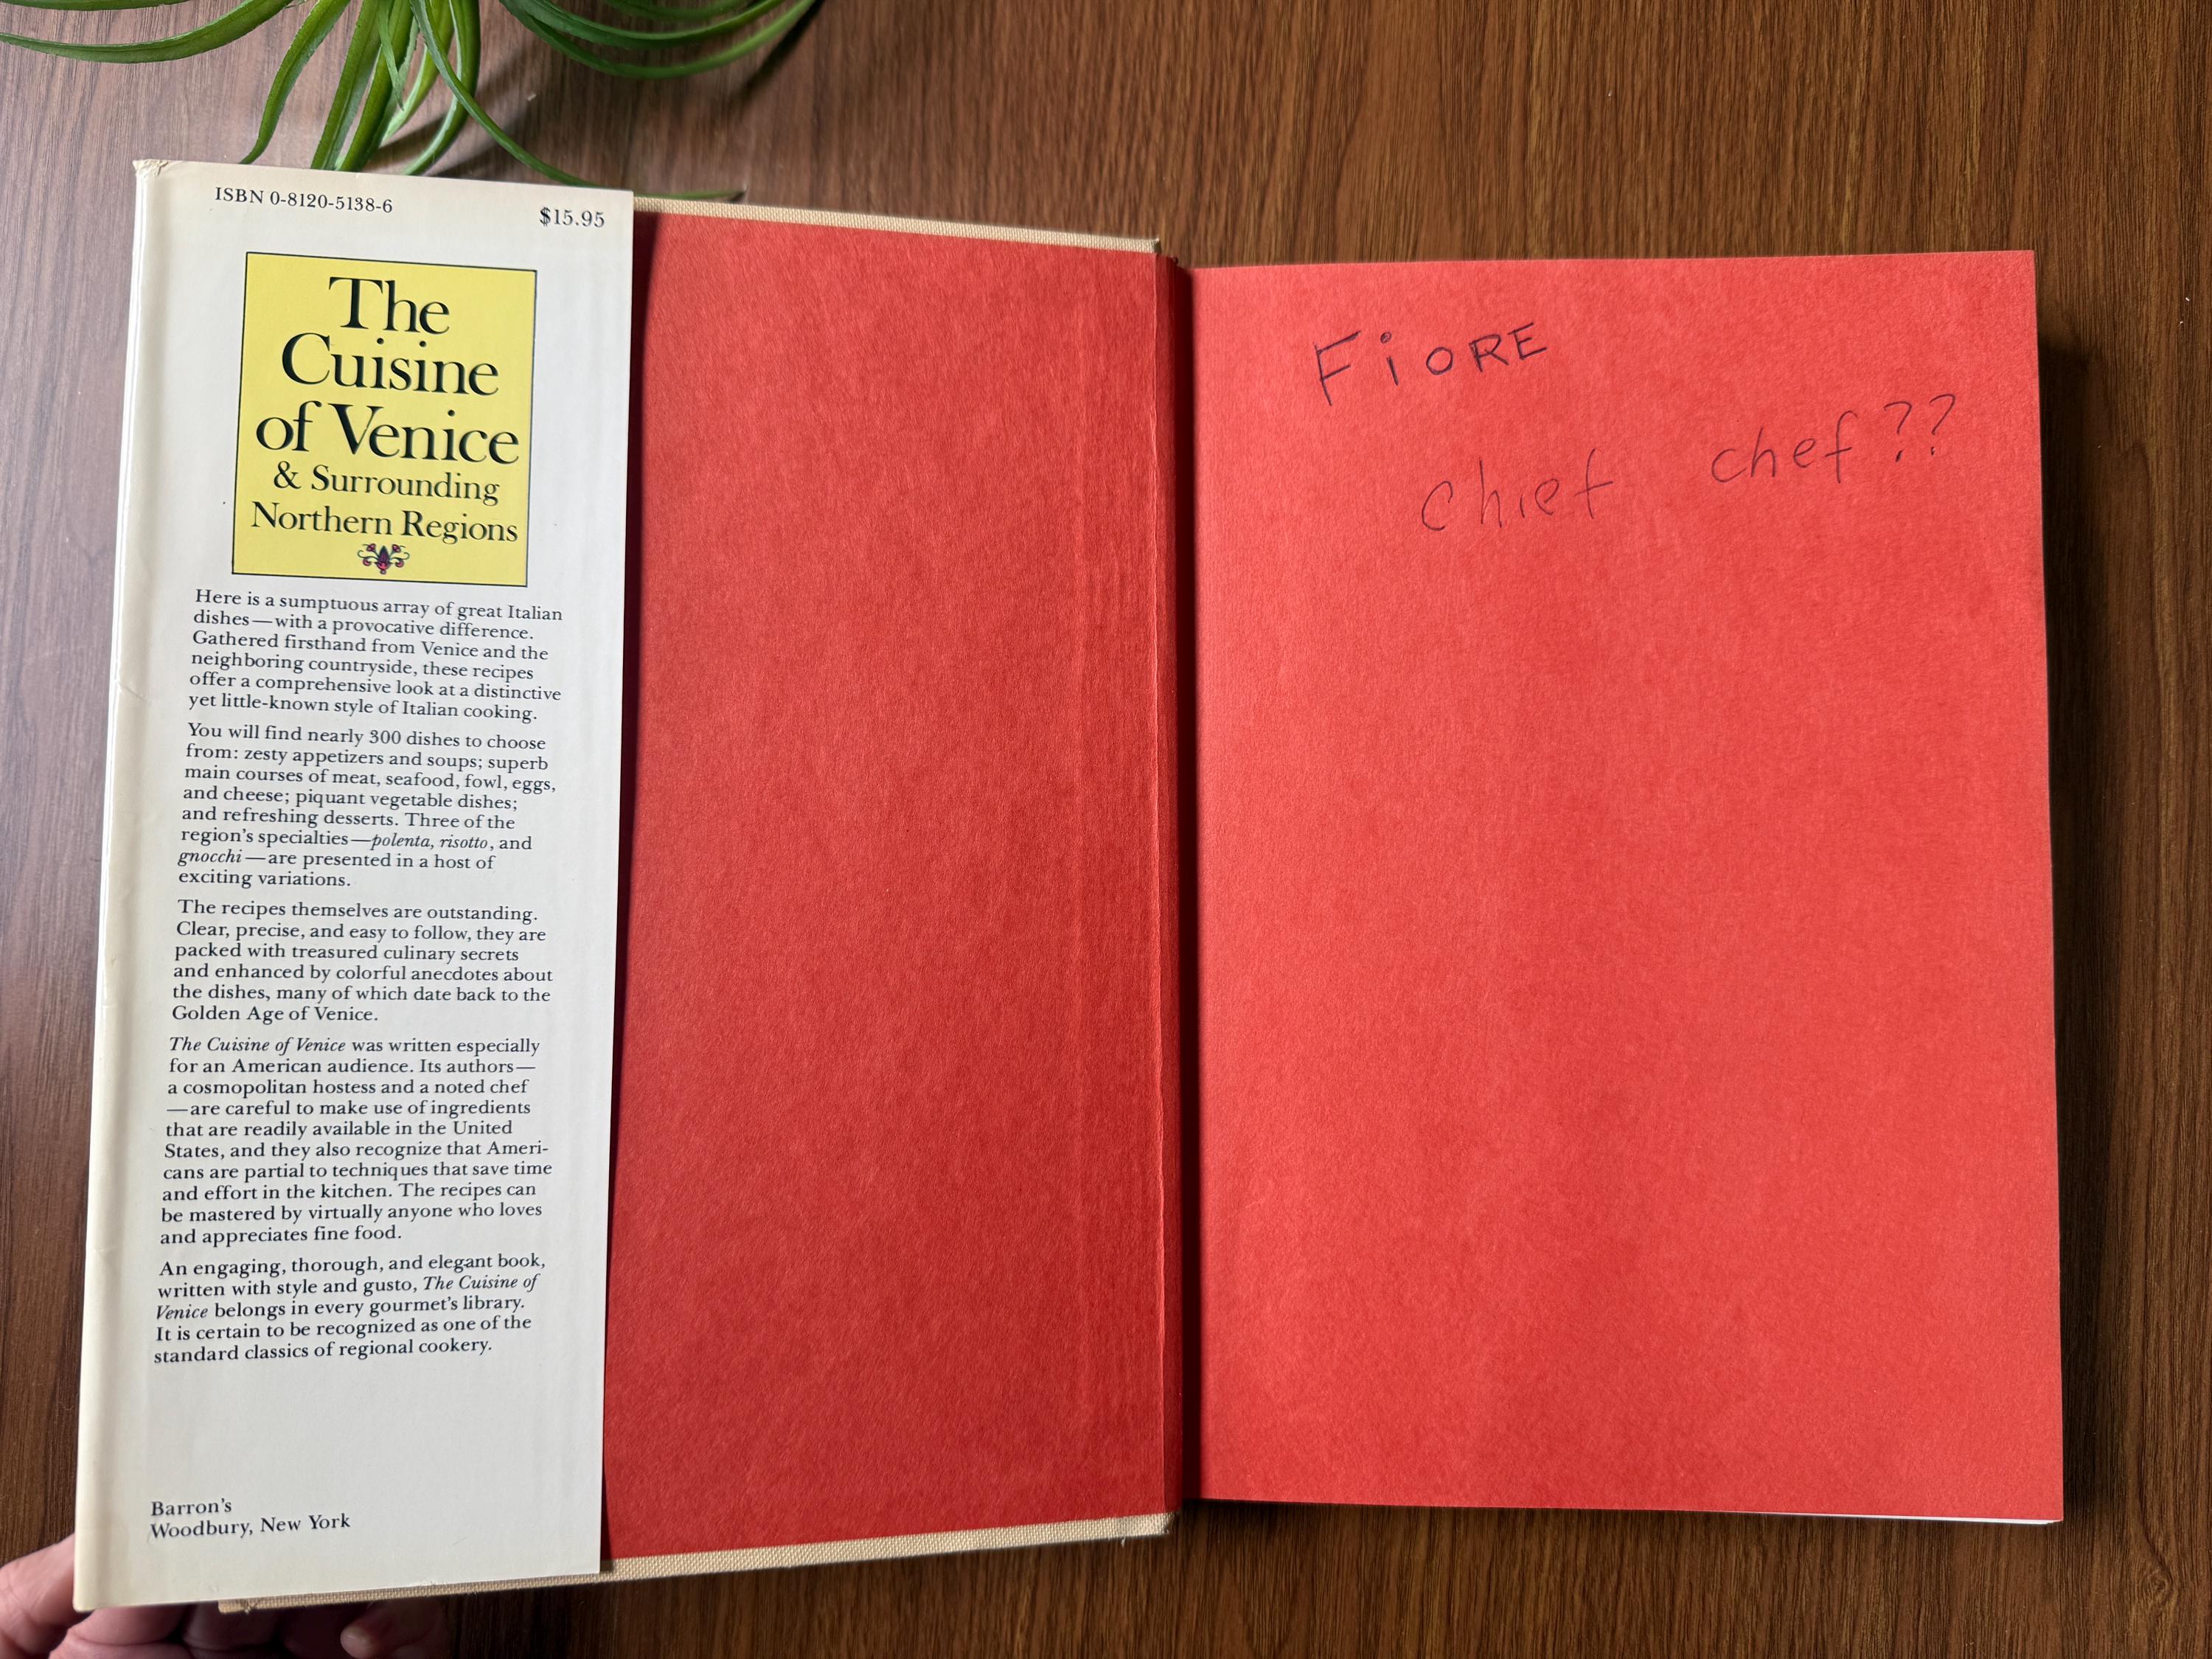 ISBN 0-8120-5138-6
$15.95
The
Cuisine
of Venice
& Surrounding
Northern Regions
Here is a sumptuous array of great Italian
dishes—with a provocative difference.
Gathered firsthand from Venice and the
neighboring countryside, these recipes
offer a comprehensive look at a distinctive
yet little-known style of Italian cooking.
You will find nearly 300 dishes to choose
from: zesty appetizers and soups; superb
main courses of meat, seafood, fowl, eggs,
and cheese; piquant vegetable dishes;
and refreshing desserts. Three of the
region's specialties—polenta, risotto, and
gnocchi—are presented in a host of
exciting variations.
The recipes themselves are outstanding.
Clear, precise, and easy to follow, they are
packed with treasured culinary secrets
and enhanced by colorful anecdotes about
the dishes, many of which date back to the
Golden Age of Venice.
The Cuisine of Venice was written especially
for an American audience. Its authors—
a cosmopolitan hostess and a noted chef
—are careful to make use of ingredients
that are readily available in the United
States, and they also recognize that Ameri-
cans are partial to techniques that save time
and effort in the kitchen. The recipes can
be mastered by virtually anyone who loves
and appreciates fine food.
An engaging, thorough, and elegant book,
written with style and gusto, The Cuisine of
Venice belongs in every gourmet's library.
It is certain to be recognized as one of the
standard classics of regional cookery.
Barron's
Woodbury, New York
FiORE
chief chef??